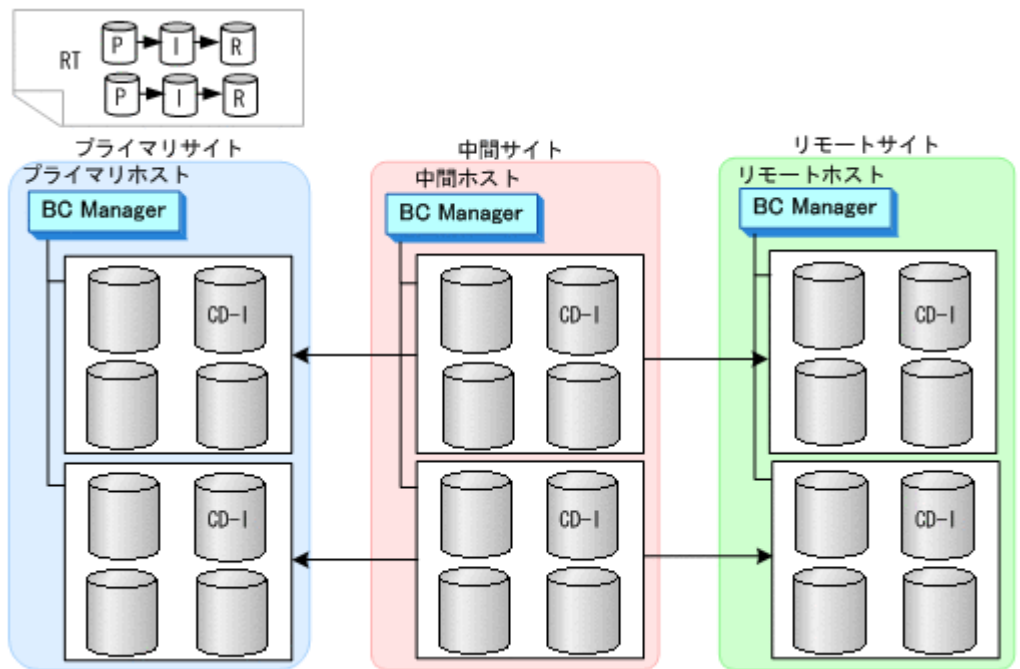 RT
P I R
P I R
プライマリサイト
プライマリホスト
BC Manager
CD-I
CD-I
中間サイト
中間ホスト
BC Manager
CD-I
CD-I
リモートサイト
リモートホスト
BC Manager
CD-I
CD-I